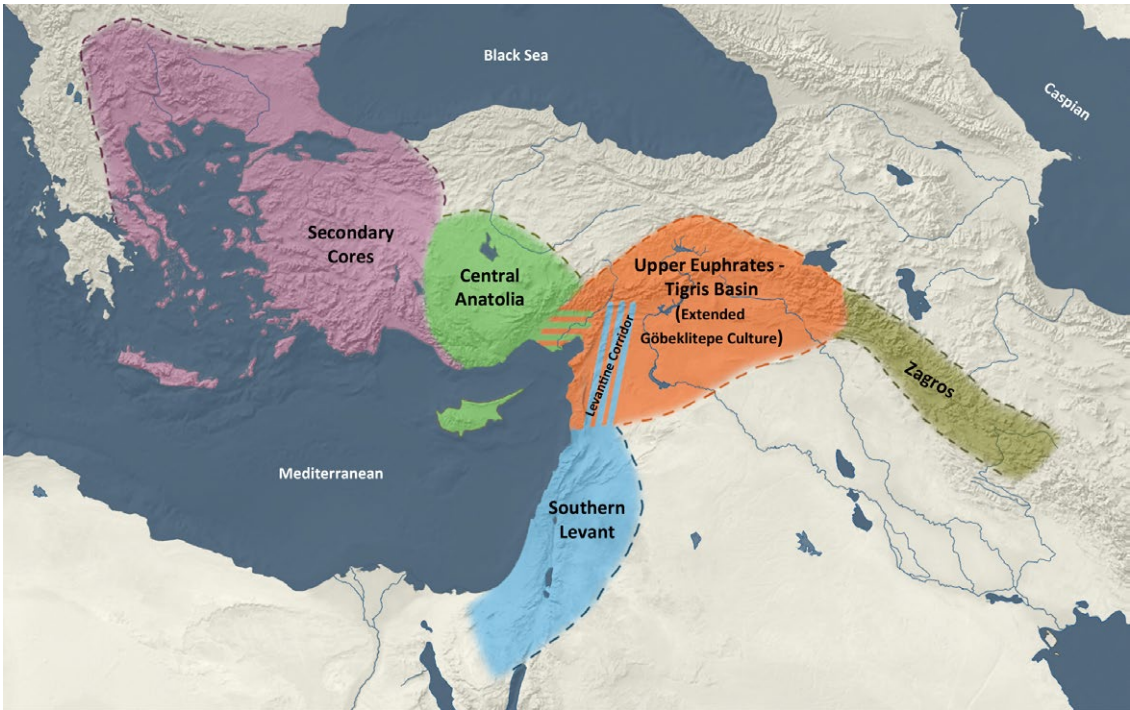 Black Sea
Caspian
Secondary
Cores
Central
Anatolia
Upper Euphrates -
Tigris Basin
(Extended
Göbeklitepe Culture)
Levantine Corridor
Zagros
Mediterranean
Southern
Levant